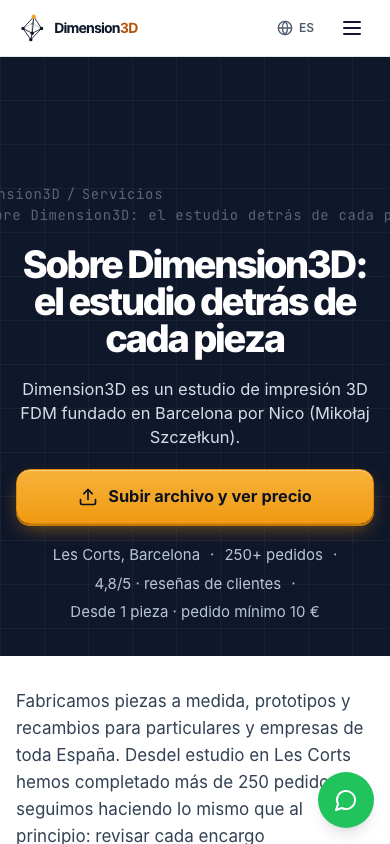 Dimension3D
ES
nsion3D / Servicios
re Dimension3D: el estudio detrás de cada
Sobre Dimension3D:
el estudio detrás de
cada pieza
Dimension3D es un estudio de impresión 3D
FDM fundado en Barcelona por Nico (Mikołaj
Szczełkun).
Subir archivo y ver precio
Les Corts, Barcelona · 250+ pedidos ·
4,8/5 · reseñas de clientes ·
Desde 1 pieza · pedido mínimo 10 €
Fabricamos piezas a medida, prototipos y
recambios para particulares y empresas de
toda España. Desdel estudio en Les Corts
hemos completado más de 250 pedido
seguimos haciendo lo mismo que al
principio: revisar cada encargo